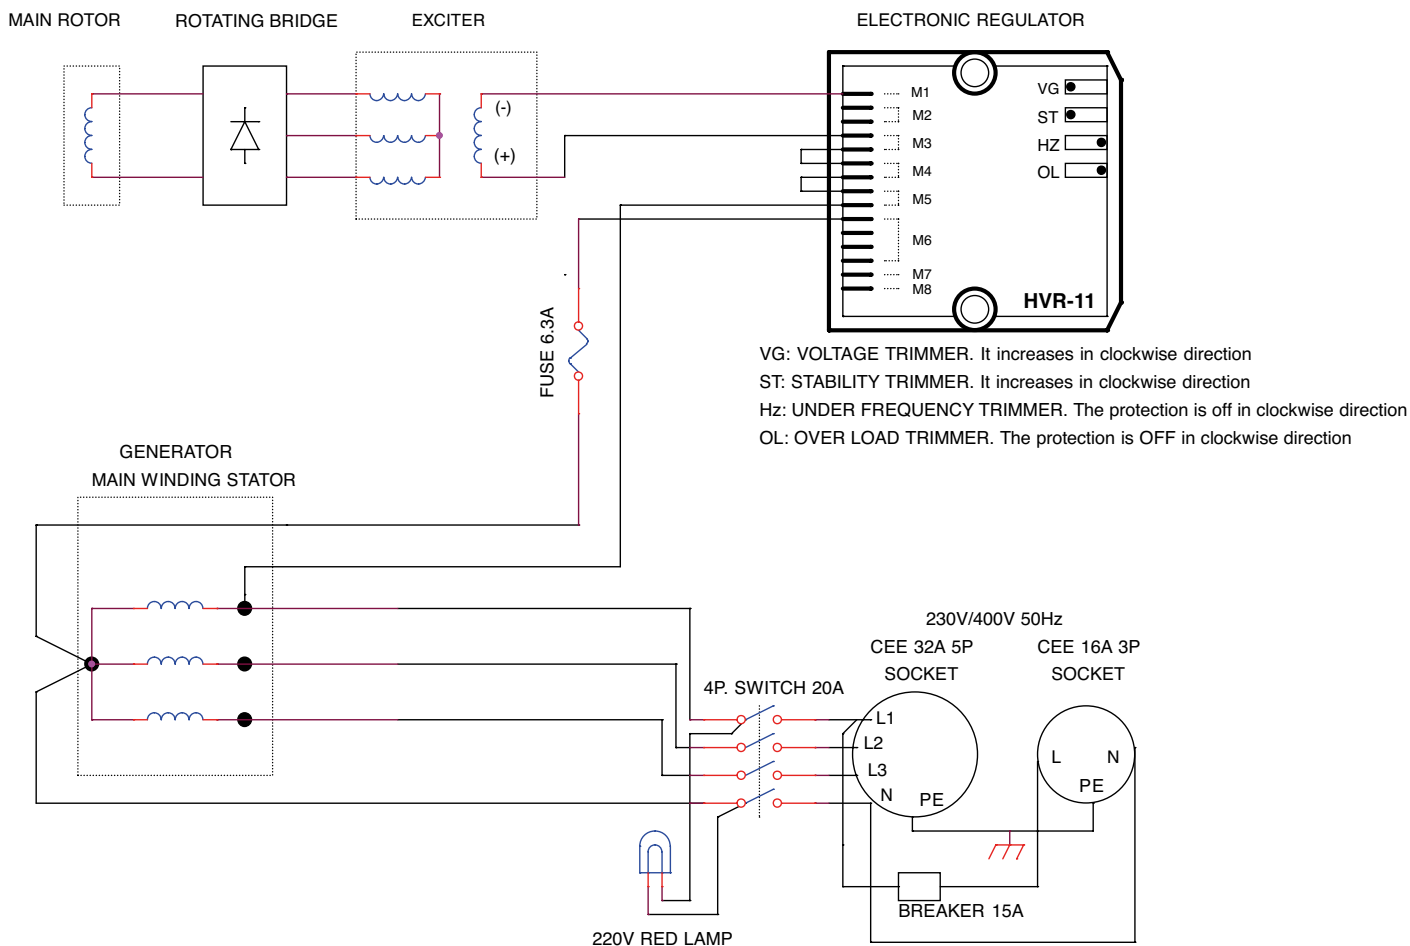 MAIN ROTOR
ROTATING BRIDGE
EXCITER
ELECTRONIC REGULATOR
(-)
(+)
M1
M2
M3
M4
M5
M6
M7
M8
VG
ST
HZ
OL
HVR-11
FUSE 6.3A
VG: VOLTAGE TRIMMER. It increases in clockwise direction
ST: STABILITY TRIMMER. It increases in clockwise direction
Hz: UNDER FREQUENCY TRIMMER. The protection is off in clockwise direction
OL: OVER LOAD TRIMMER. The protection is OFF in clockwise direction
GENERATOR
MAIN WINDING STATOR
230V/400V 50Hz
CEE 32A 5P
SOCKET
CEE 16A 3P
SOCKET
4P. SWITCH 20A
L1
L2
L3
N
PE
L
N
PE
BREAKER 15A
220V RED LAMP